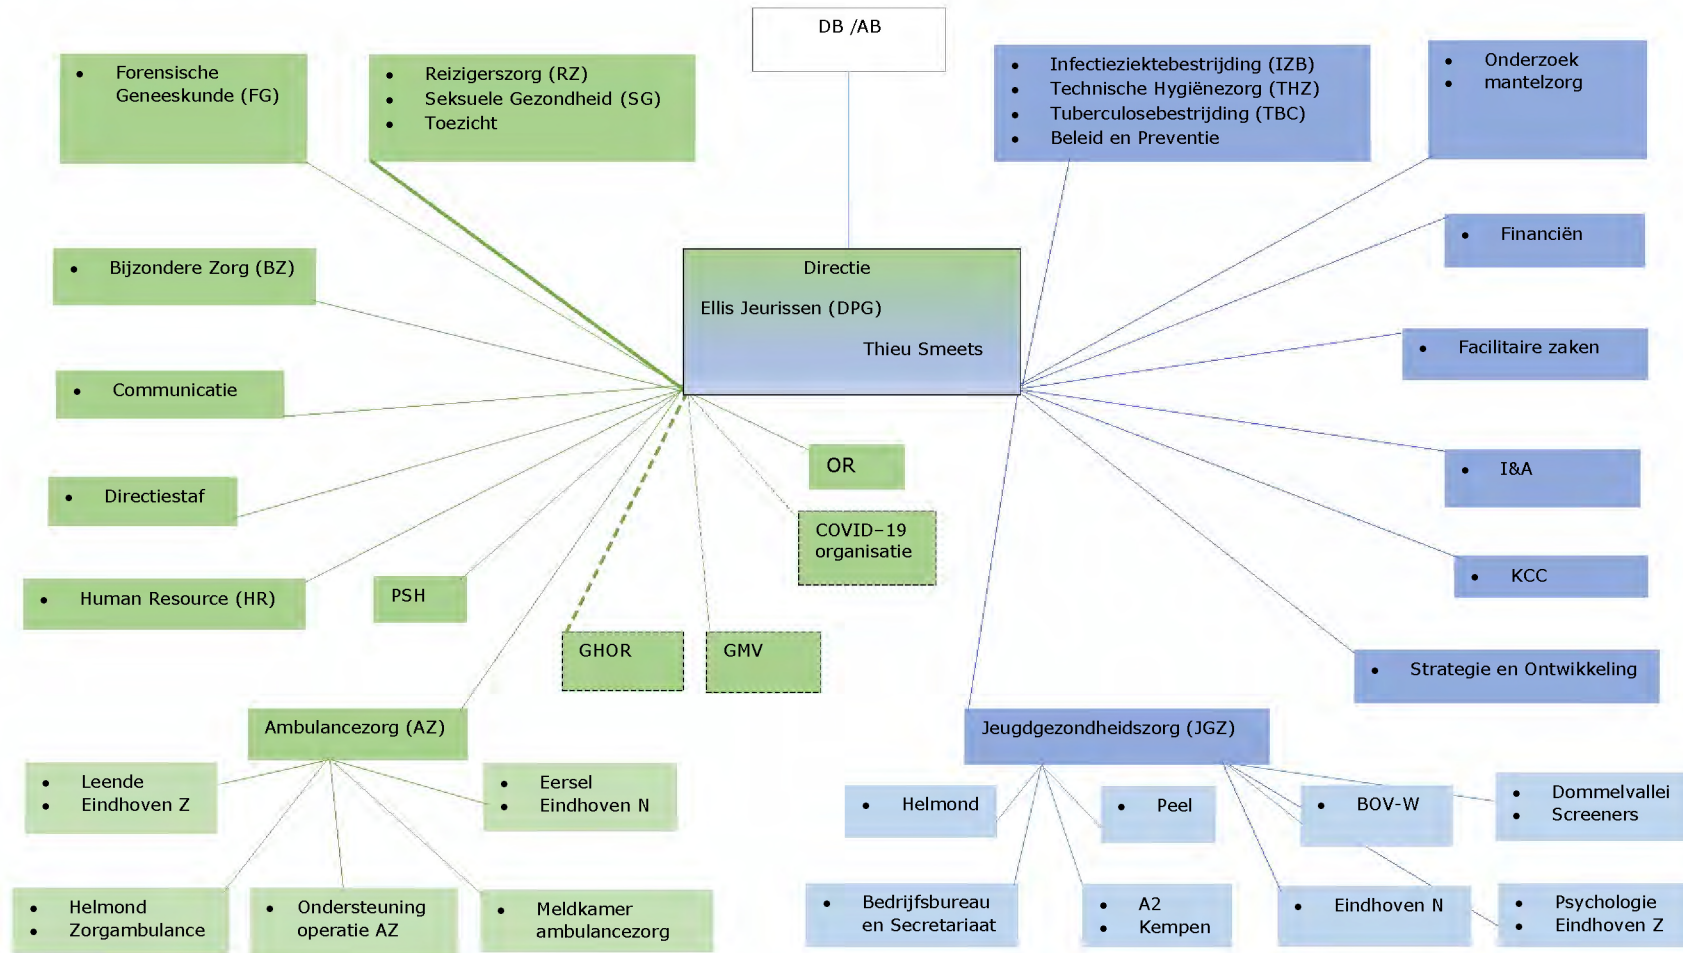 DB /AB
• Forensische
Geneeskunde (FG)
• Reizigerszorg (RZ)
• Seksuele Gezondheid (SG)
• Toezicht
• Infectieziektebestrijding (IZB)
• Technische Hygiënezorg (THZ)
• Tuberculosebestrijding (TBC)
• Beleid en Preventie
• Onderzoek
• mantelzorg
Directie
Ellis Jeurissen (DPG)
Thieu Smeets
• Bijzondere Zorg (BZ)
• Communicatie
• Directiestaf
• Human Resource (HR)
PSH
OR
COVID-19
organisatie
GHOR
GMV
• Financiën
• Facilitaire zaken
• I&A
• KCC
• Strategie en Ontwikkeling
Ambulancezorg (AZ)
• Leende
• Eindhoven Z
• Eersel
• Eindhoven N
• Helmond
• Zorgambulance
• Ondersteuning
operatie AZ
• Meldkamer
ambulancezorg
Jeugdgezondheidszorg (JGZ)
• Helmond
• Peel
• BOV-W
• Dommelvallei
• Screeners
• Bedrijfsbureau
en Secretariaat
• A2
• Kempen
• Eindhoven N
• Psychologie
• Eindhoven Z